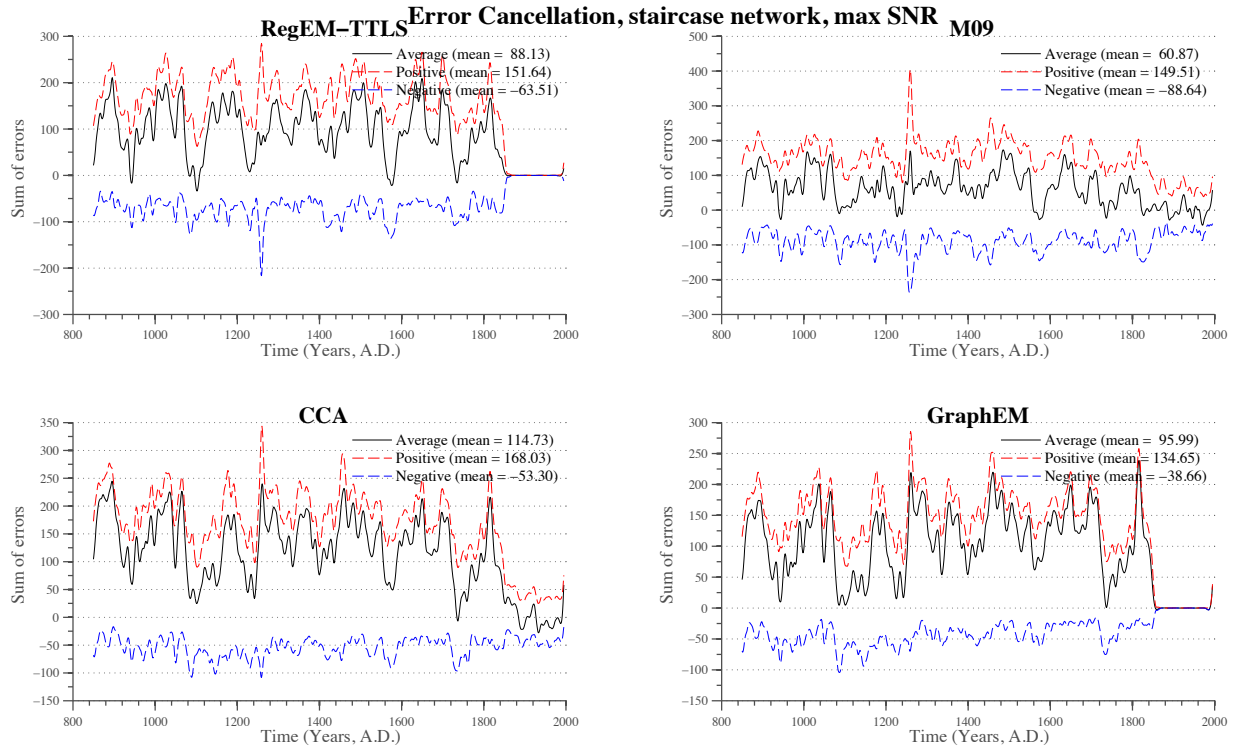 Error Cancellation, staircase network, max SNR
RegEM−TTLS
Average (mean = 88.13)
Positive (mean = 151.64)
Negative (mean = −63.51)
300
200
100
0
−100
−200
−300
Sum of errors
800 1000 1200 1400 1600 1800 2000
Time (Years, A.D.)
M09
Average (mean = 60.87)
Positive (mean = 149.51)
Negative (mean = −88.64)
500
400
300
200
100
0
−100
−200
−300
Sum of errors
800 1000 1200 1400 1600 1800 2000
Time (Years, A.D.)
CCA
Average (mean = 114.73)
Positive (mean = 168.03)
Negative (mean = −53.30)
350
300
250
200
150
100
50
0
−50
−100
−150
Sum of errors
800 1000 1200 1400 1600 1800 2000
Time (Years, A.D.)
GraphEM
Average (mean = 95.99)
Positive (mean = 134.65)
Negative (mean = −38.66)
300
250
200
150
100
50
0
−50
−100
−150
Sum of errors
800 1000 1200 1400 1600 1800 2000
Time (Years, A.D.)